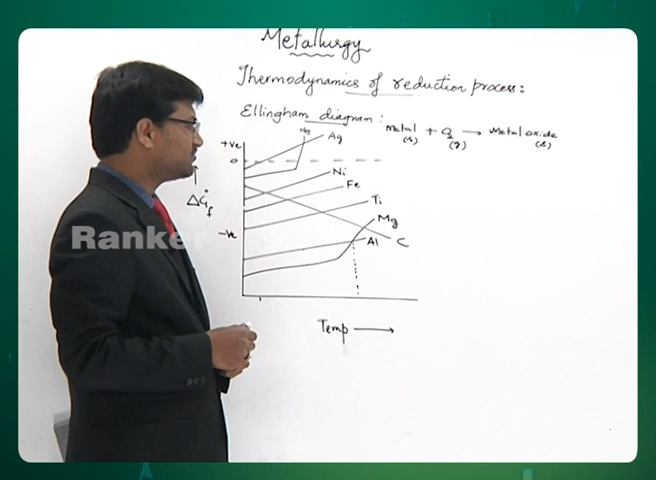 Metallurgy
Thermodynamics of reduction process:
Ellingham diagram:
Metal + O2 → Metal oxide
(s) (g) (s)
Hg
Ag
+ve
0
Ni
Fe
ΔG°f
Ti
Mg
-ve
Al
C
Ranker
Temp →